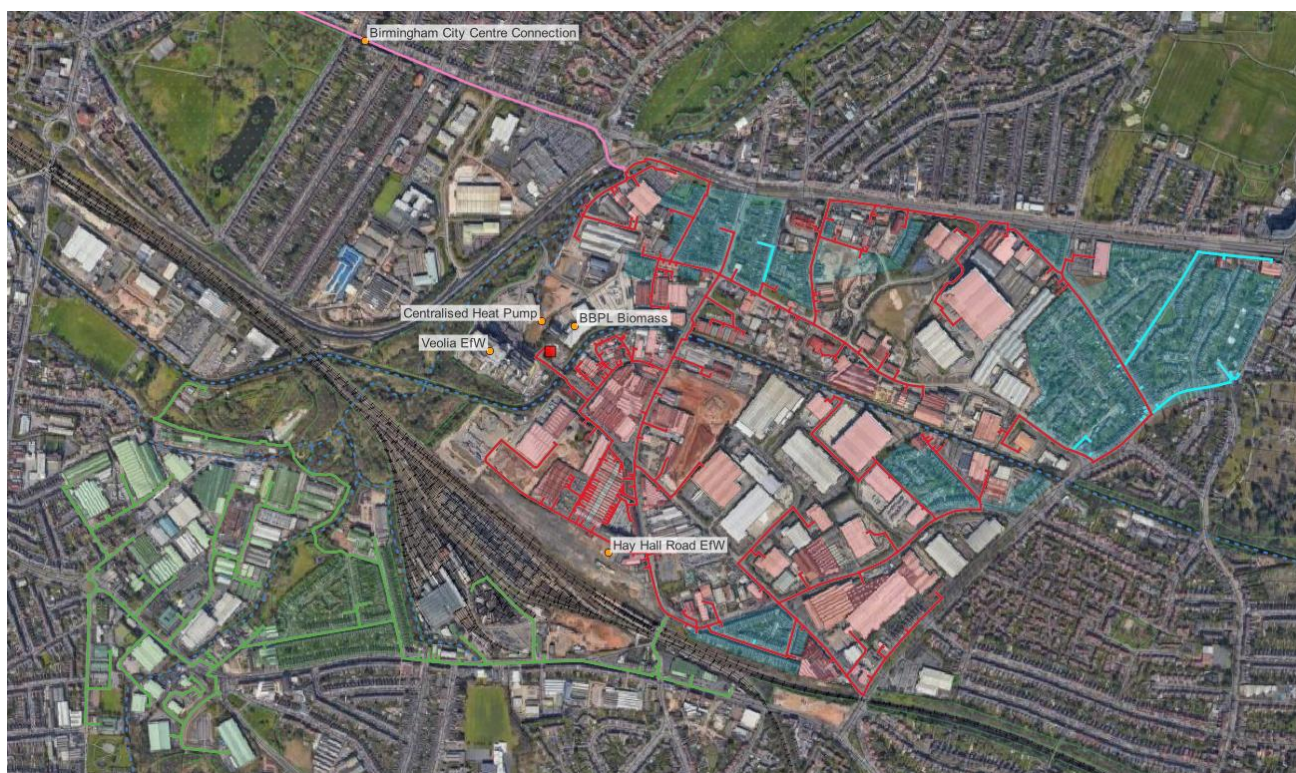 Birmingham City Centre Connection
Centralised Heat Pump
BBPL Biomass
Veolia EfW
Hay Hall Road EfW